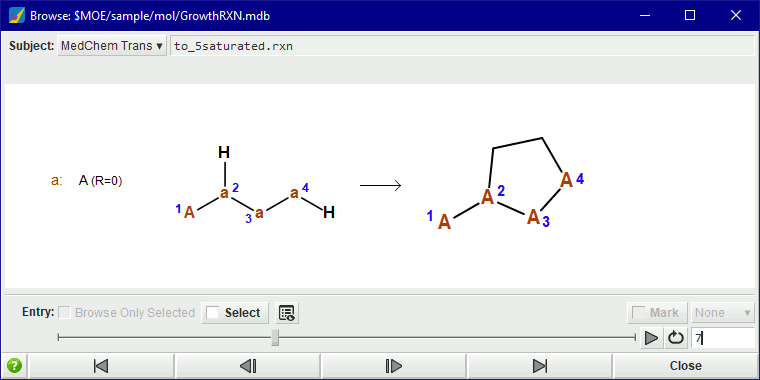 Browse: $MOE/sample/mol/GrowthRXN.mdb
Subject: MedChem Trans ▾ to_5saturated.rxn
a: A (R=0)
H
1 A a 2 3 a a 4 H
1 A A 2 A 3 A 4
Entry: Browse Only Selected Select Mark None ▾
7
? Close